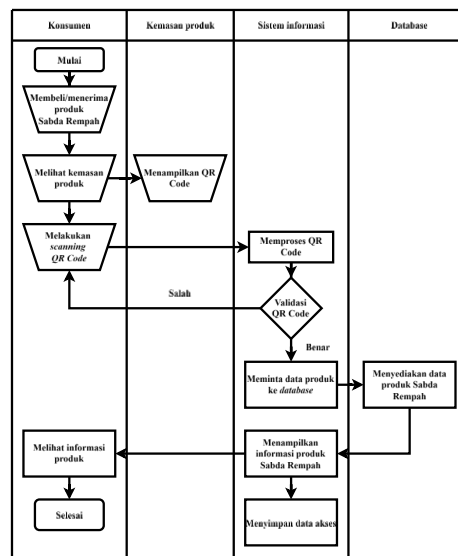 Konsumen
Kemasan produk
Sistem informasi
Database
Mulai
Membeli/menerima
produk
Sabda Rempah
Melihat kemasan
produk
Menampilkan QR
Code
Melakukan
scanning
QR Code
Memproses QR
Code
Salah
Validasi
QR Code
Benar
Meminta data produk
ke database
Menyediakan data
produk Sabda
Rempah
Melihat informasi
produk
Menampilkan
informasi produk
Sabda Rempah
Selesai
Menyimpan data akses